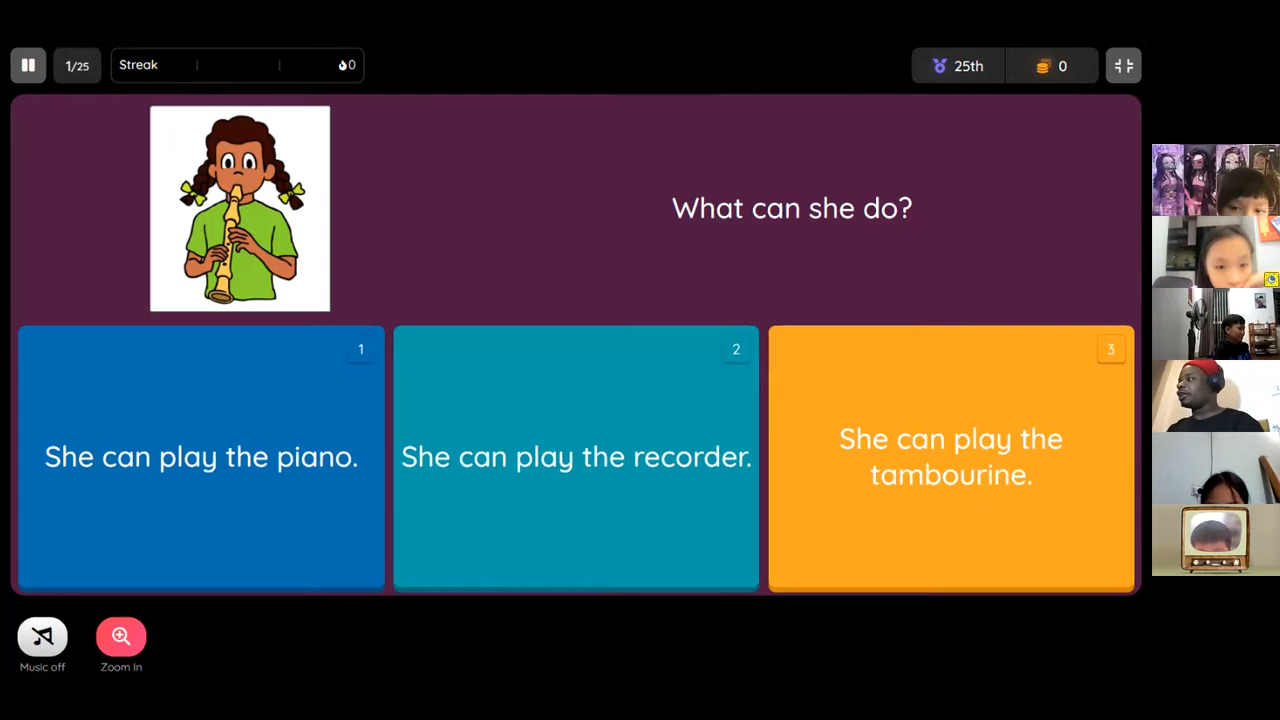 1/25
Streak
0
25th
0
What can she do?
1
She can play the piano.
2
She can play the recorder.
3
She can play the
tambourine.
Music off
Zoom in